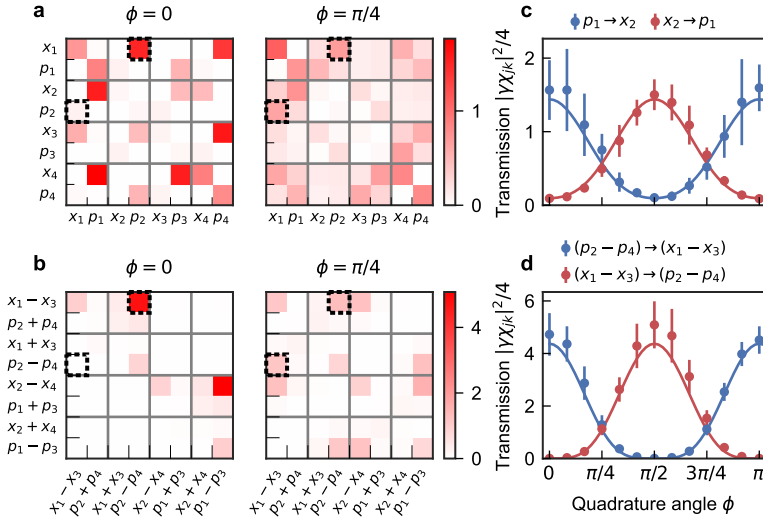 a
ϕ = 0
ϕ = π/4
x₁
p₁
x₂
p₂
x₃
p₃
x₄
p₄
x₁ p₁ x₂ p₂ x₃ p₃ x₄ p₄
x₁ p₁ x₂ p₂ x₃ p₃ x₄ p₄
1
0
b
ϕ = 0
ϕ = π/4
x₁ − x₃
p₂ + p₄
x₁ + x₃
p₂ − p₄
x₂ − x₄
p₁ + p₃
x₂ + x₄
p₁ − p₃
x₁ − x₃ p₂ + p₄ x₁ + x₃ p₂ − p₄ x₂ − x₄ p₁ + p₃ x₂ + x₄ p₁ − p₃
x₁ − x₃ p₂ + p₄ x₁ + x₃ p₂ − p₄ x₂ − x₄ p₁ + p₃ x₂ + x₄ p₁ − p₃
4
2
0
c
p₁ → x₂ x₂ → p₁
Transmission |γχⱼₖ|²/4
2
1
0
d
(p₂ − p₄) → (x₁ − x₃)
(x₁ − x₃) → (p₂ − p₄)
Transmission |γχⱼₖ|²/4
6
4
2
0
0 π/4 π/2 3π/4 π
Quadrature angle ϕ